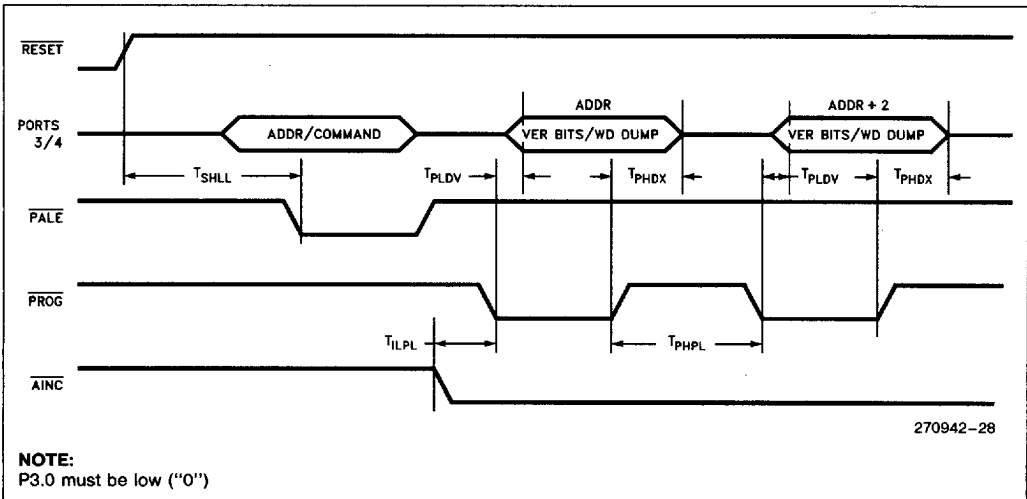 RESET
ADDR
ADDR + 2
PORTS
3/4
ADDR/COMMAND
VER BITS/WD DUMP
VER BITS/WD DUMP
TSHLL
TPLDV
TPHDX
TPLDV
TPHDX
PALE
PROG
TILPL
TPHPL
AINC
270942-28
NOTE:
P3.0 must be low ("0")